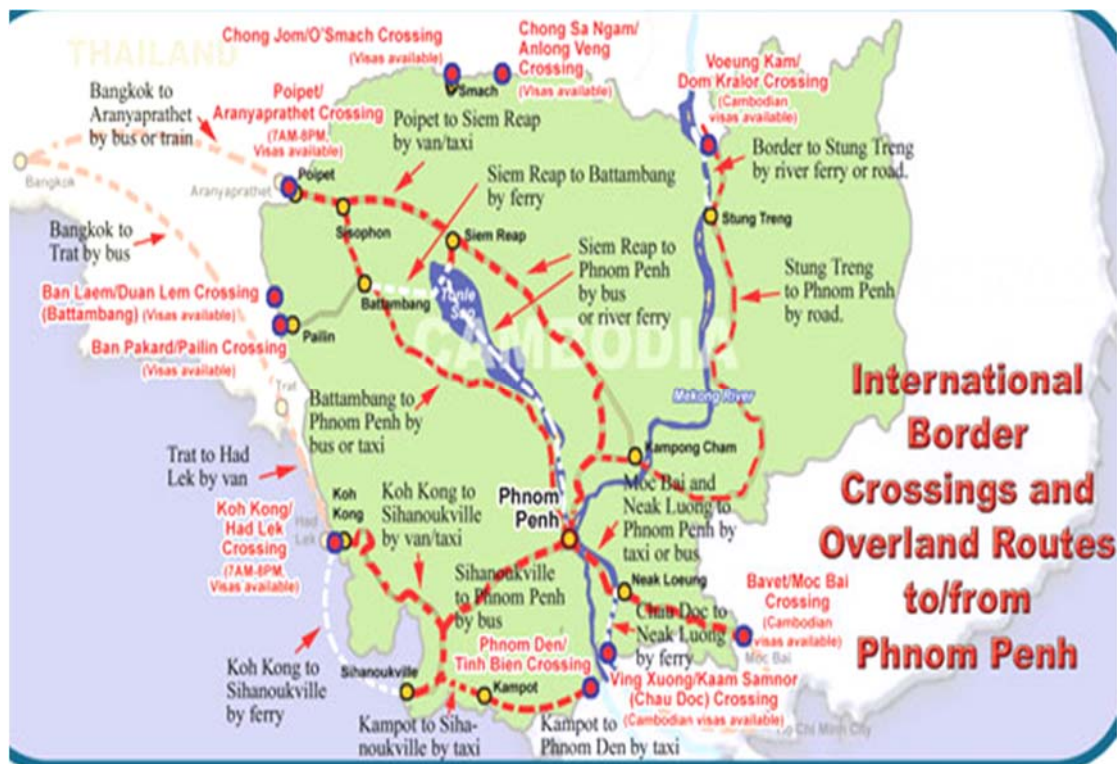 THAILAND
Chong Jom/O'Smach Crossing
(Visas available)
Chong Sa Ngam/
Anlong Veng
Crossing
(Visas available)
Smach
Voeung Kam/
Dom Kralor Crossing
(Cambodian
visas available)
Bangkok to
Aranyaprathet
by bus or train
Poipet/
Aranyaprathet Crossing
(7AM-8PM,
Visas available)
Poipet to Siem Reap
by van/taxi
Border to Stung Treng
by river ferry or road.
Bangkok
Aranyaprathet
Poipet
Siem Reap to Battambang
by ferry
Sisophon
Siem Reap
Stung Treng
Bangkok to
Trat by bus
Siem Reap to
Phnom Penh
by bus
or river ferry
Stung Treng
to Phnom Penh
by road.
Ban Laem/Duan Lem Crossing
(Battambang) (Visas available)
Battambang
Tonle
Sap
Pailin
Ban Pakard/Pailin Crossing
(Visas available)
CAMBODIA
Trat
Battambang to
Phnom Penh by
bus or taxi
Mekong River
International
Border
Crossings and
Overland Routes
to/from
Phnom Penh
Trat to Had
Lek by van
Kampong Cham
Koh Kong/
Had Lek
Crossing
(7AM-8PM,
Visas available)
Had
Lek
Koh
Kong
Koh Kong to
Sihanoukville
by van/taxi
Phnom
Penh
Moc Bai and
Neak Luong to
Phnom Penh by
taxi or bus
Sihanoukville
to Phnom Penh
by bus
Neak Loeung
Bavet/Moc Bai
Crossing
(Cambodian
visas available)
Moc Bai
Chau Doc to
Neak Luong
by ferry
Phnom Den/
Tinh Bien Crossing
Koh Kong to
Sihanoukville
by ferry
Sihanoukville
Kampot
Ving Xuong/Kaam Samnor
(Chau Doc) Crossing
(Cambodian visas available)
Kampot to Siha-
noukville by taxi
Kampot to
Phnom Den by taxi
Chi Minh City